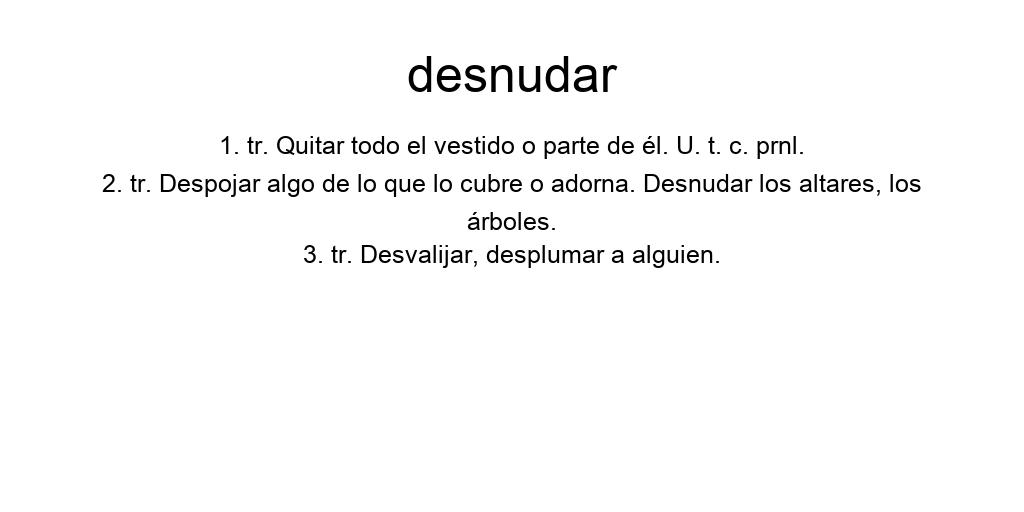 desnudar
1. tr. Quitar todo el vestido o parte de él. U. t. c. prnl.
2. tr. Despojar algo de lo que lo cubre o adorna. Desnudar los altares, los
árboles.
3. tr. Desvalijar, desplumar a alguien.